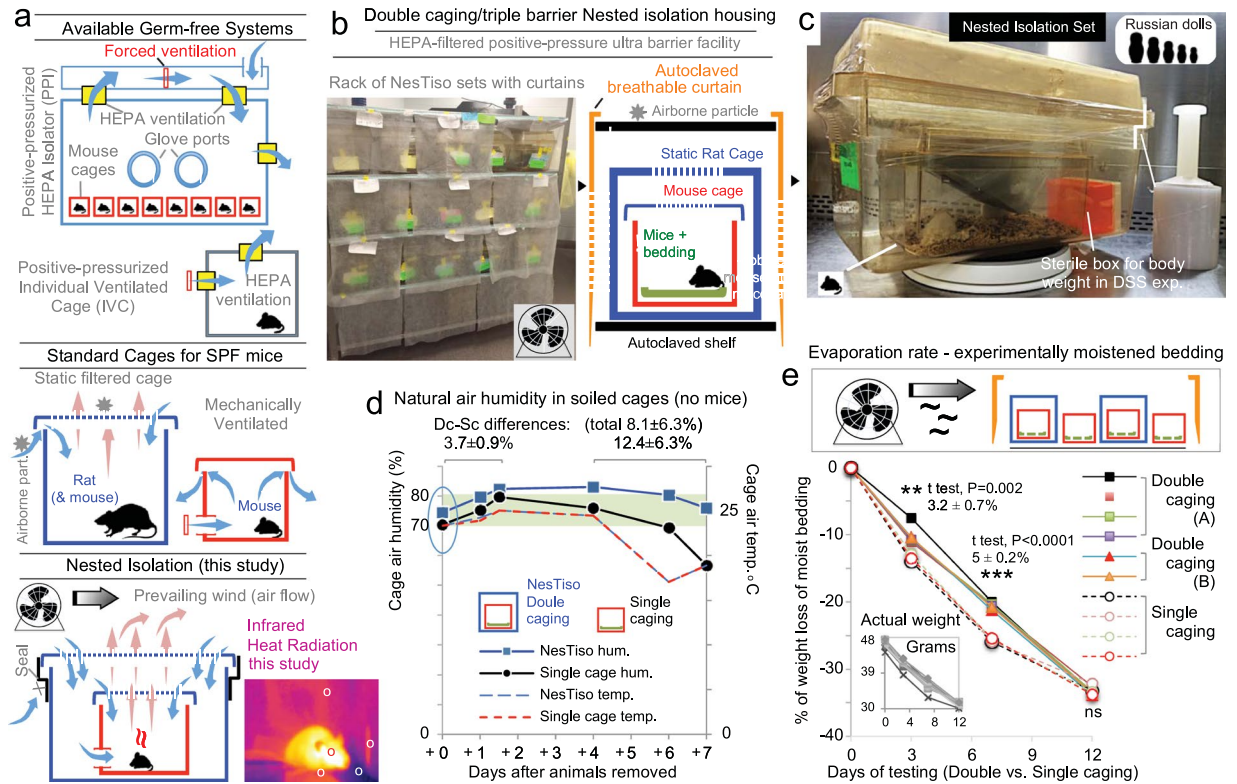 a
Available Germ-free Systems
Forced ventilation
Positive-pressurized
HEPA Isolator (PPI)
HEPA ventilation
Glove ports
Mouse
cages
Positive-pressurized
Individual Ventilated
Cage (IVC)
HEPA
ventilation
Standard Cages for SPF mice
Static filtered cage
Mechanically
Ventilated
Airborne part.
Rat
(& mouse)
Mouse
Nested Isolation (this study)
Prevailing wind (air flow)
Seal
Infrared
Heat Radiation
this study
b
Double caging/triple barrier Nested isolation housing
HEPA-filtered positive-pressure ultra barrier facility
Rack of NesTiso sets with curtains
Autoclaved
breathable curtain
Airborne particle
Static Rat Cage
Mouse cage
Mice +
bedding
Autoclaved shelf
c
Nested Isolation Set
Russian dolls
Sterile box for body
weight in DSS exp.
d
Natural air humidity in soiled cages (no mice)
Dc-Sc differences:
(total 8.1±6.3%)
3.7±0.9%
12.4±6.3%
Cage air humidity (%)
80
70
0
25
0
Cage air temp.°C
NesTiso
Doule
caging
Single
caging
NesTiso hum.
Single cage hum.
NesTiso temp.
Single cage temp.
+0 +1 +2 +3 +4 +5 +6 +7
Days after animals removed
Evaporation rate - experimentally moistened bedding
e
% of weight loss of moist bedding
0
-10
-20
-30
-40
** t test, P=0.002
3.2 ± 0.7%
t test, P<0.0001
5 ± 0.2%
***
Double
caging
(A)
Double
caging
(B)
Single
caging
Actual weight
Grams
48
39
30
0 4 8 12
ns
0 3 7 12
Days of testing (Double vs. Single caging)